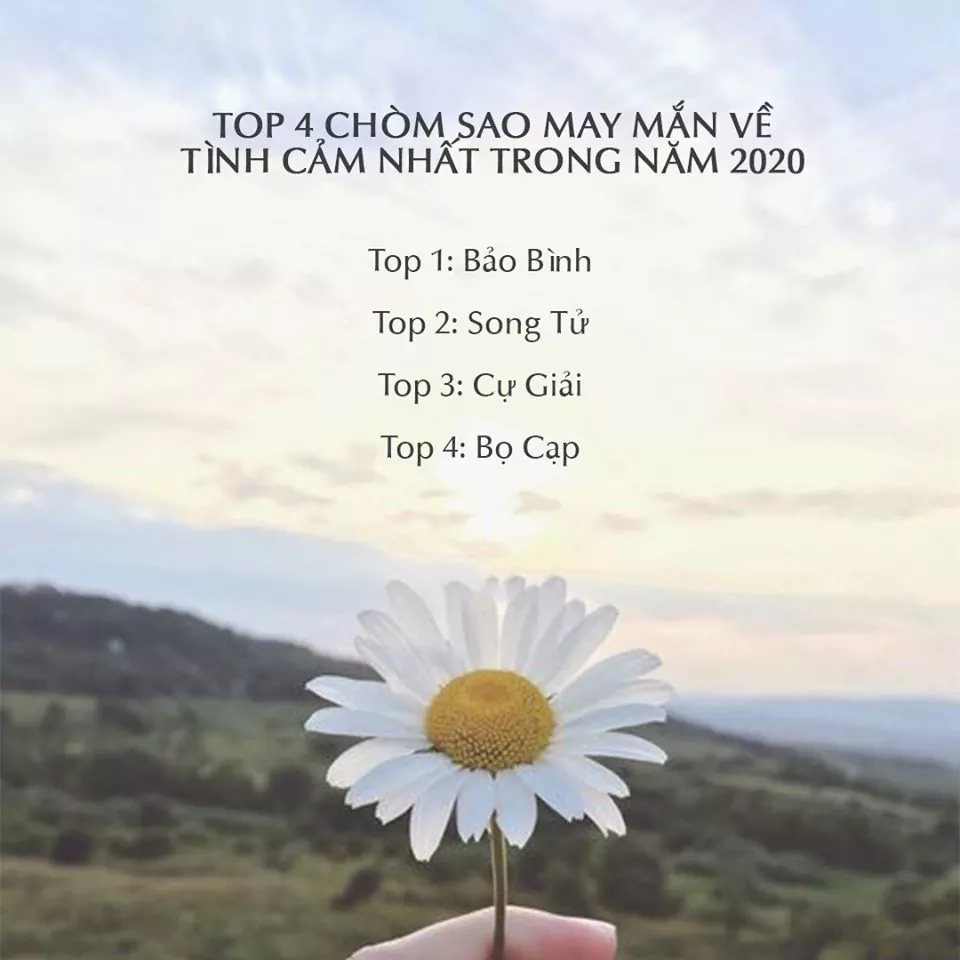 TOP 4 CHÒM SAO MAY MẮN VỀ
TÌNH CẢM NHẤT TRONG NĂM 2020
Top 1: Bảo Bình
Top 2: Song Tử
Top 3: Cự Giải
Top 4: Bọ Cạp